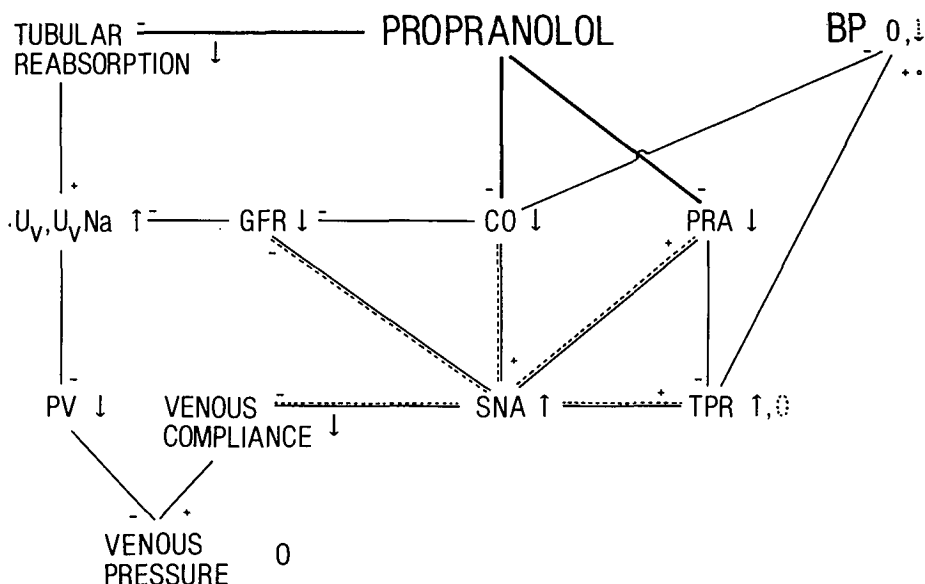 TUBULAR - PROPRANOLOL BP 0,↓
REABSORPTION ↓ - + o
+ - -
·U_V, U_VNa ↑ - GFR ↓ - CO ↓ PRA ↓
- +
+
- - - + 
PV ↓ VENOUS SNA ↑ TPR ↑,0
COMPLIANCE ↓
- +
VENOUS 0
PRESSURE